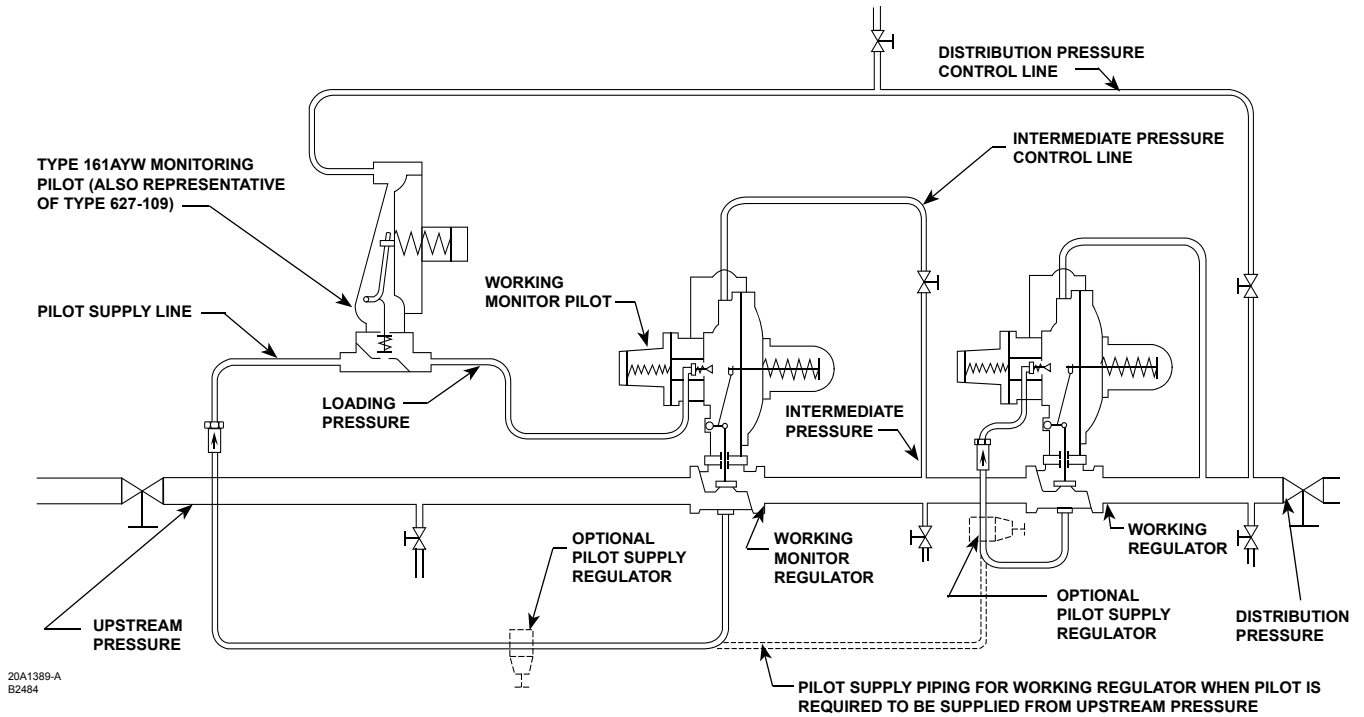 DISTRIBUTION PRESSURE
CONTROL LINE
INTERMEDIATE PRESSURE
CONTROL LINE
TYPE 161AYW MONITORING
PILOT (ALSO REPRESENTATIVE
OF TYPE 627-109)
WORKING
MONITOR PILOT
PILOT SUPPLY LINE
LOADING
PRESSURE
INTERMEDIATE
PRESSURE
OPTIONAL
PILOT SUPPLY
REGULATOR
WORKING
MONITOR
REGULATOR
WORKING
REGULATOR
OPTIONAL
PILOT SUPPLY
REGULATOR
DISTRIBUTION
PRESSURE
UPSTREAM
PRESSURE
20A1389-A
B2484
PILOT SUPPLY PIPING FOR WORKING REGULATOR WHEN PILOT IS
REQUIRED TO BE SUPPLIED FROM UPSTREAM PRESSURE